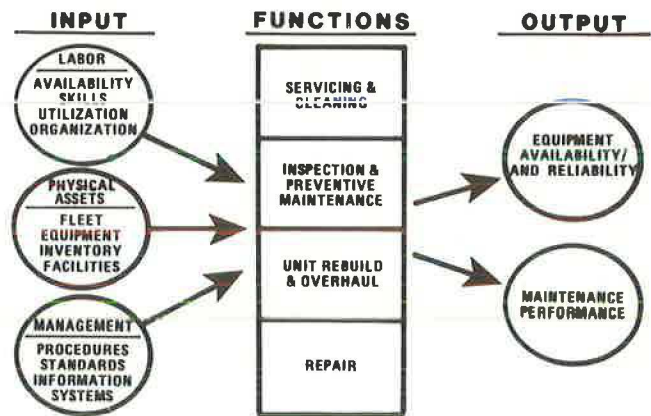 INPUT
FUNCTIONS
OUTPUT
LABOR
AVAILABILITY
SKILLS
UTILIZATION
ORGANIZATION
PHYSICAL
ASSETS
FLEET
EQUIPMENT
INVENTORY
FACILITIES
MANAGEMENT
PROCEDURES
STANDARDS
INFORMATION
SYSTEMS
SERVICING &
CLEANING
INSPECTION &
PREVENTIVE
MAINTENANCE
UNIT REBUILD
& OVERHAUL
REPAIR
EQUIPMENT
AVAILABILITY/
AND RELIABILITY
MAINTENANCE
PERFORMANCE